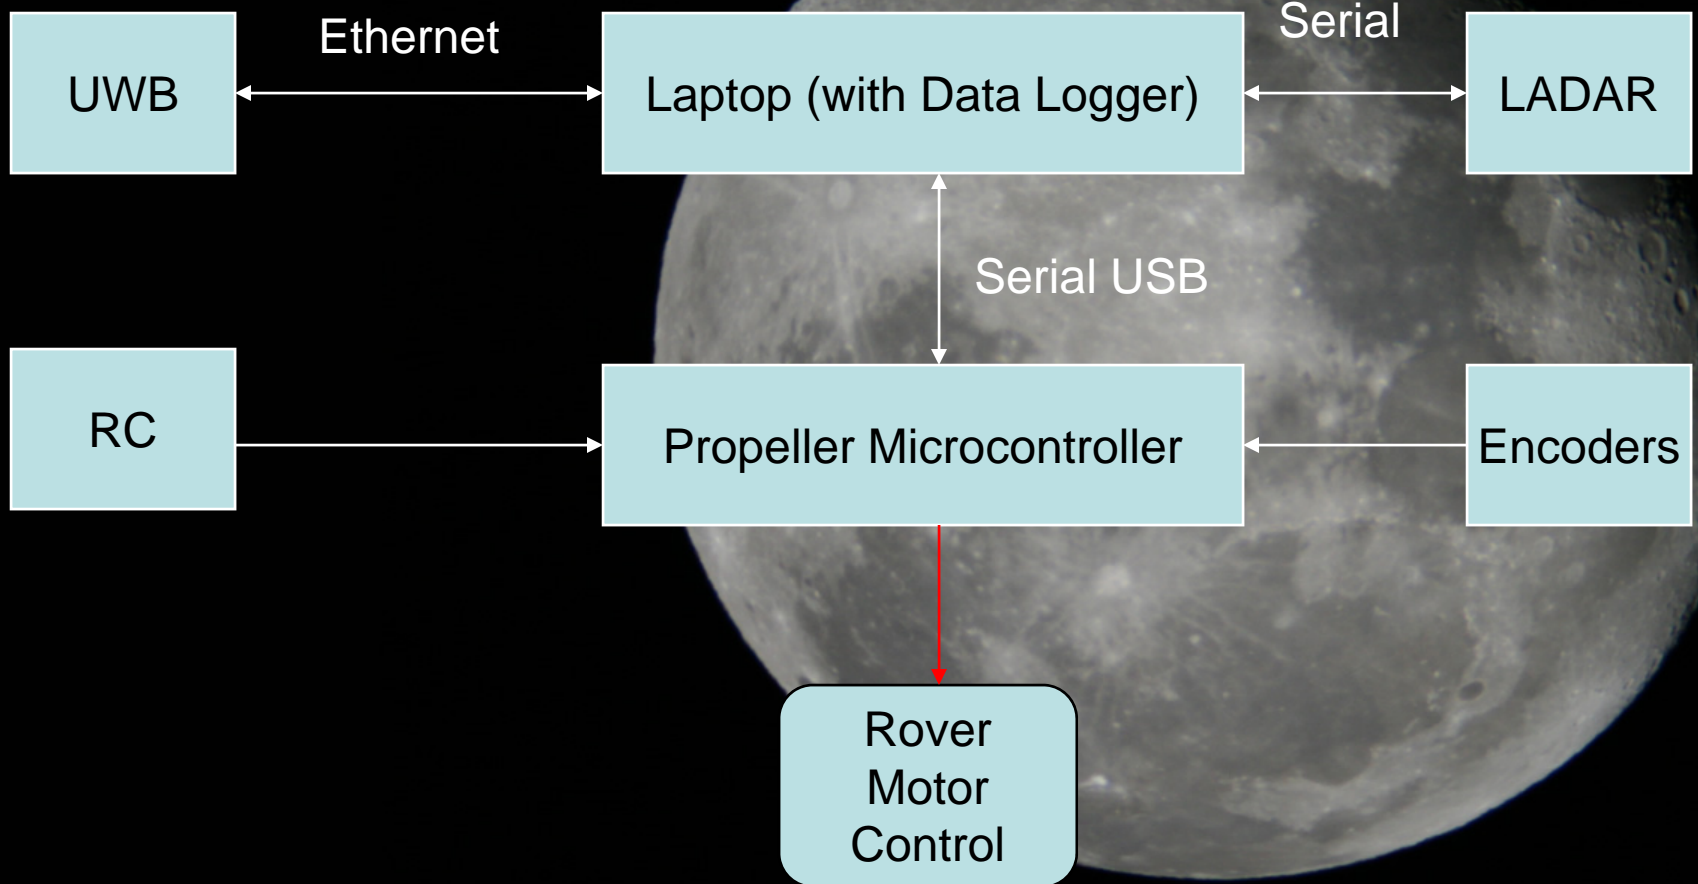 Ethernet
Serial
UWB
Laptop (with Data Logger)
LADAR
Serial USB
RC
Propeller Microcontroller
Encoders
Rover
Motor
Control